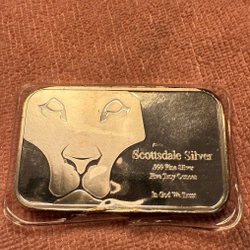 Scottsdale Silver
.999 Fine Silver
Five Troy Ounces
In God We Trust